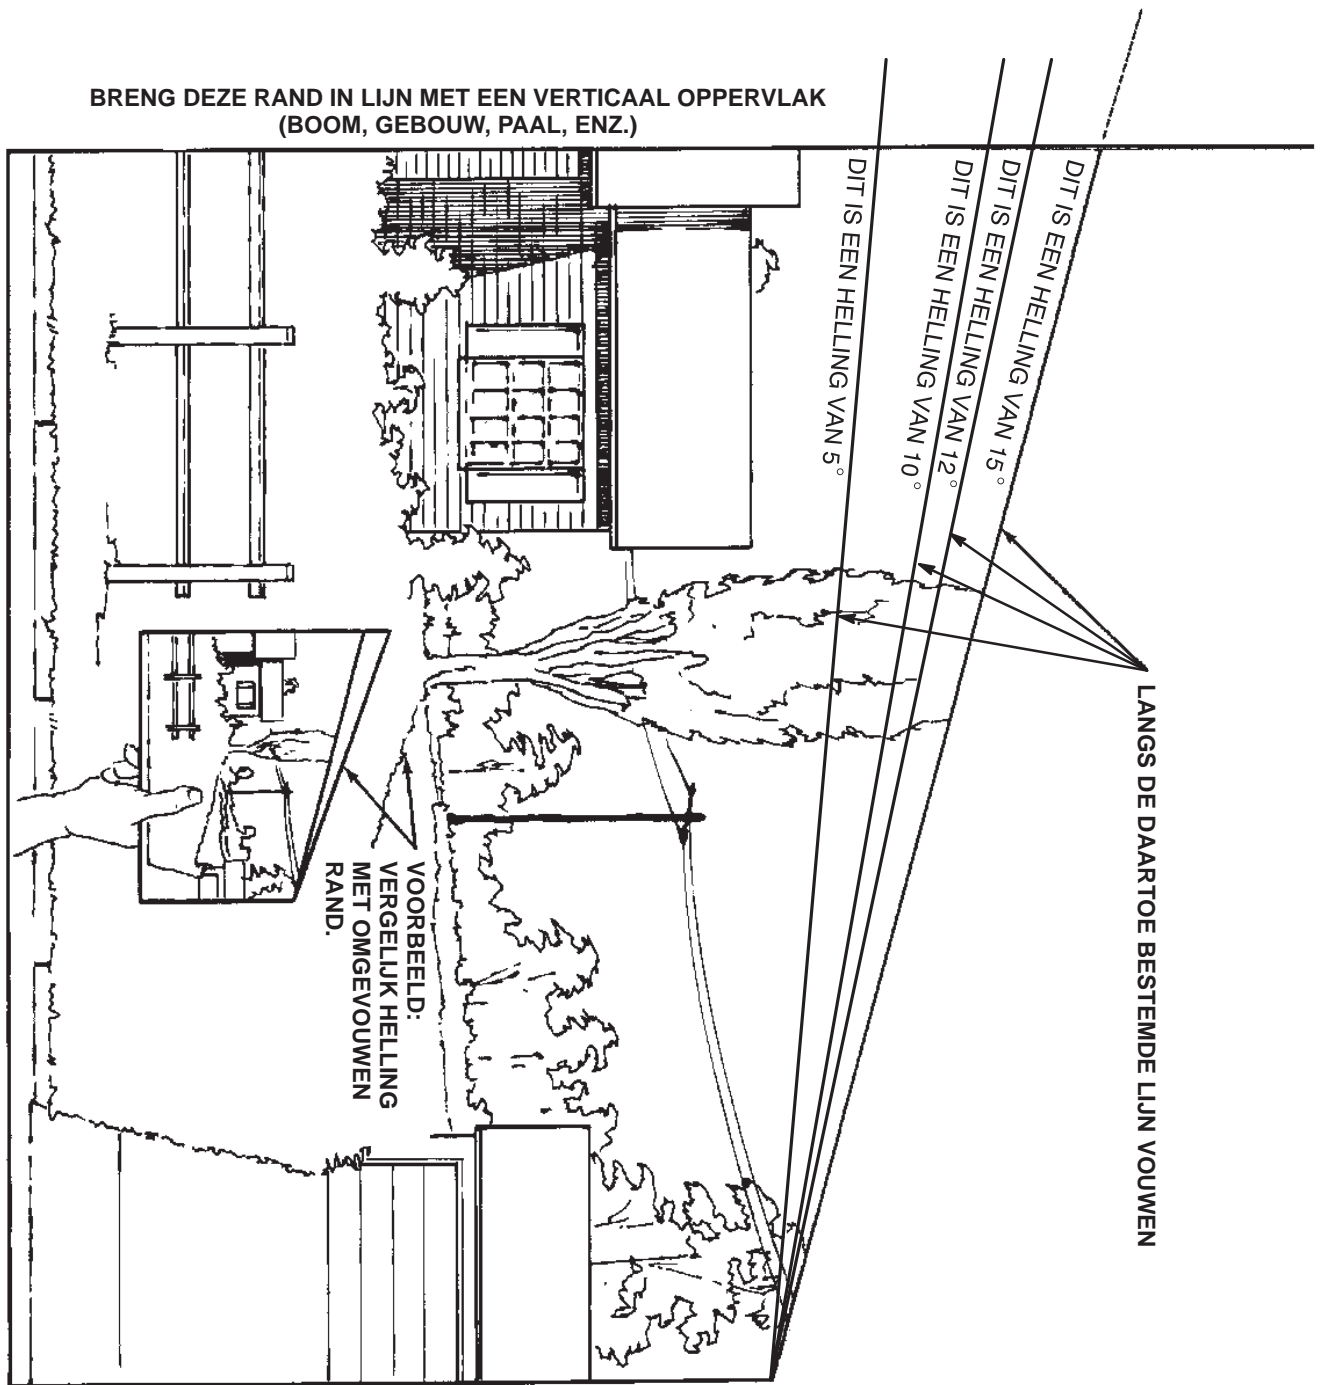 BRENG DEZE RAND IN LIJN MET EEN VERTICAAL OPPERVLAK
(BOOM, GEBOUW, PAAL, ENZ.)
DIT IS EEN HELLING VAN 5°
DIT IS EEN HELLING VAN 10°
DIT IS EEN HELLING VAN 12°
DIT IS EEN HELLING VAN 15°
LANGS DE DAARTOE BESTEMDE LIJN VOUWEN
VOORBEELD:
VERGELIJK HELLING
MET OMGEVOUWEN
RAND.